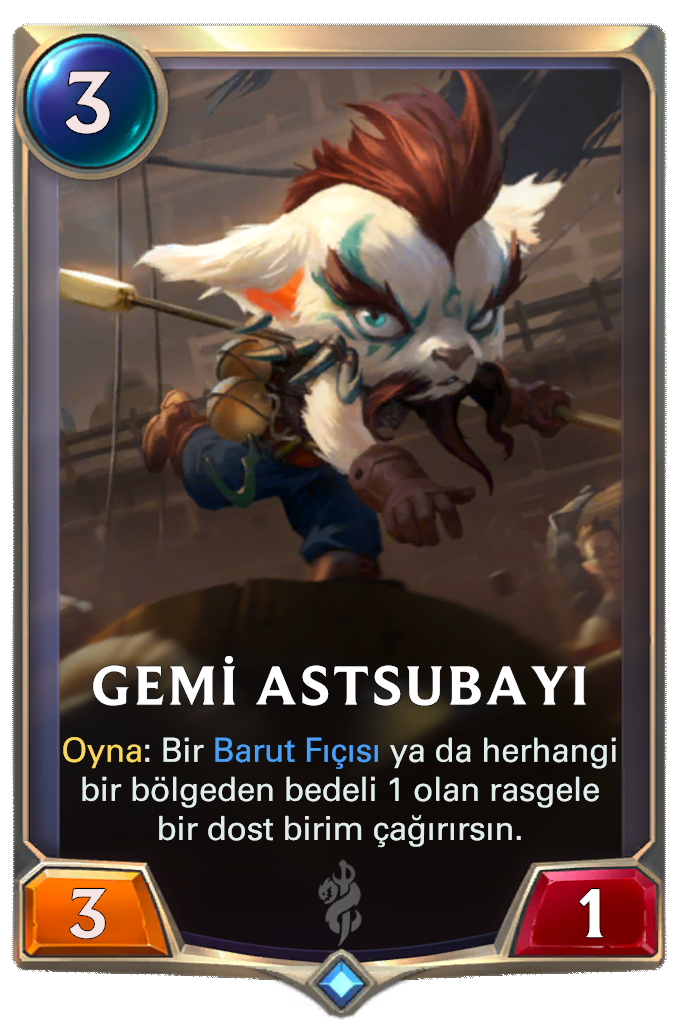 3
GEMİ ASTSUBAYI
Oyna: Bir Barut Fıçısı ya da herhangi
bir bölgeden bedeli 1 olan rasgele
bir dost birim çağırırsın.
3
1